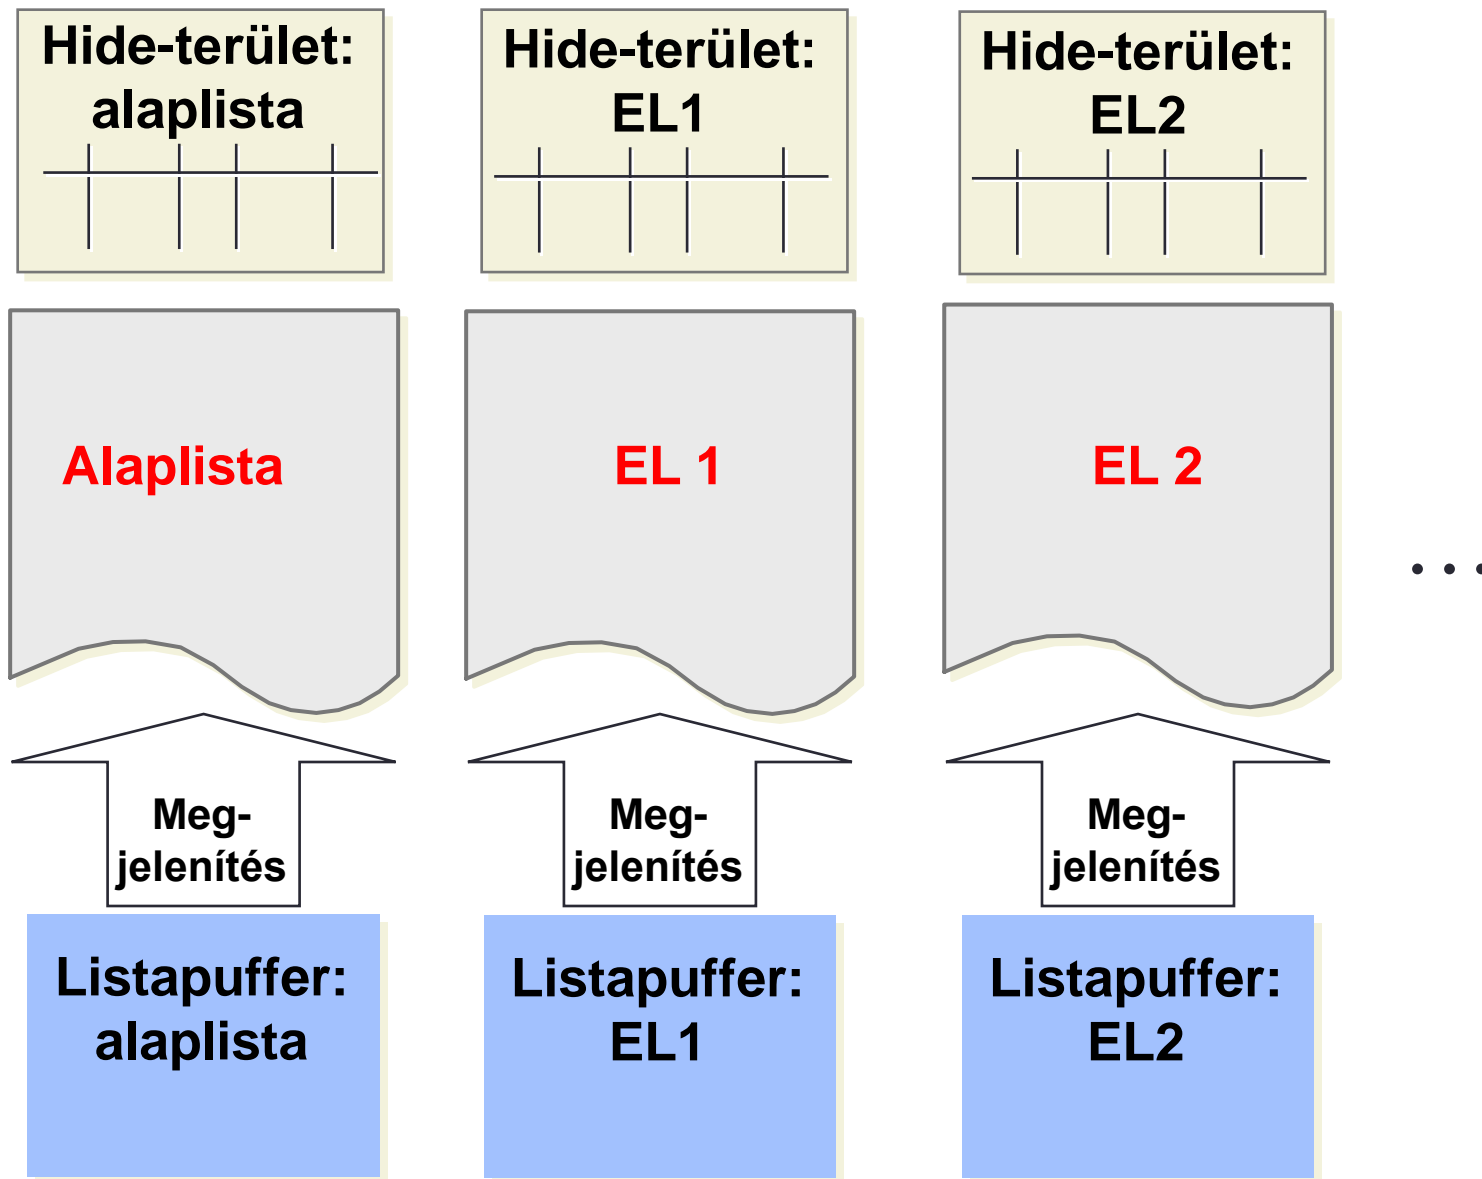 Hide-terület:
alaplista
Hide-terület:
EL1
Hide-terület:
EL2
Alaplista
EL 1
EL 2
...
Meg-
jelenítés
Meg-
jelenítés
Meg-
jelenítés
Listapuffer:
alaplista
Listapuffer:
EL1
Listapuffer:
EL2